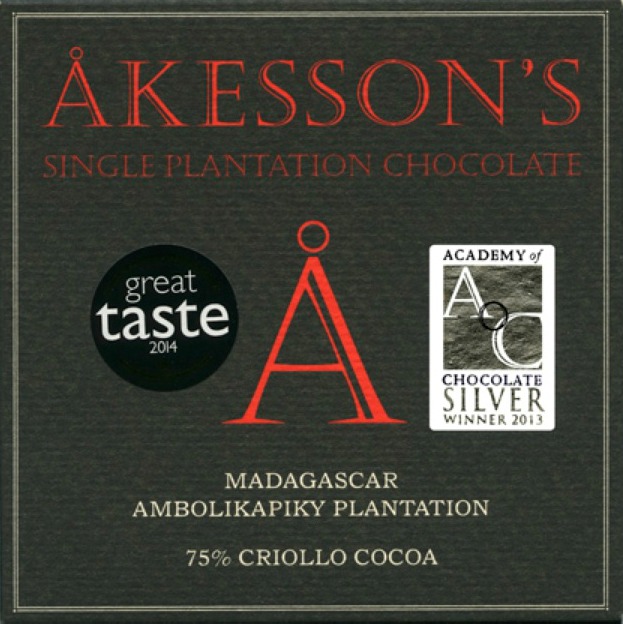 ÅKESSON'S
SINGLE PLANTATION CHOCOLATE
Å
great
taste
2014
ACADEMY of
A
O
C
CHOCOLATE
SILVER
WINNER 2013
MADAGASCAR
AMBOLIKAPIKY PLANTATION
75% CRIOLLO COCOA